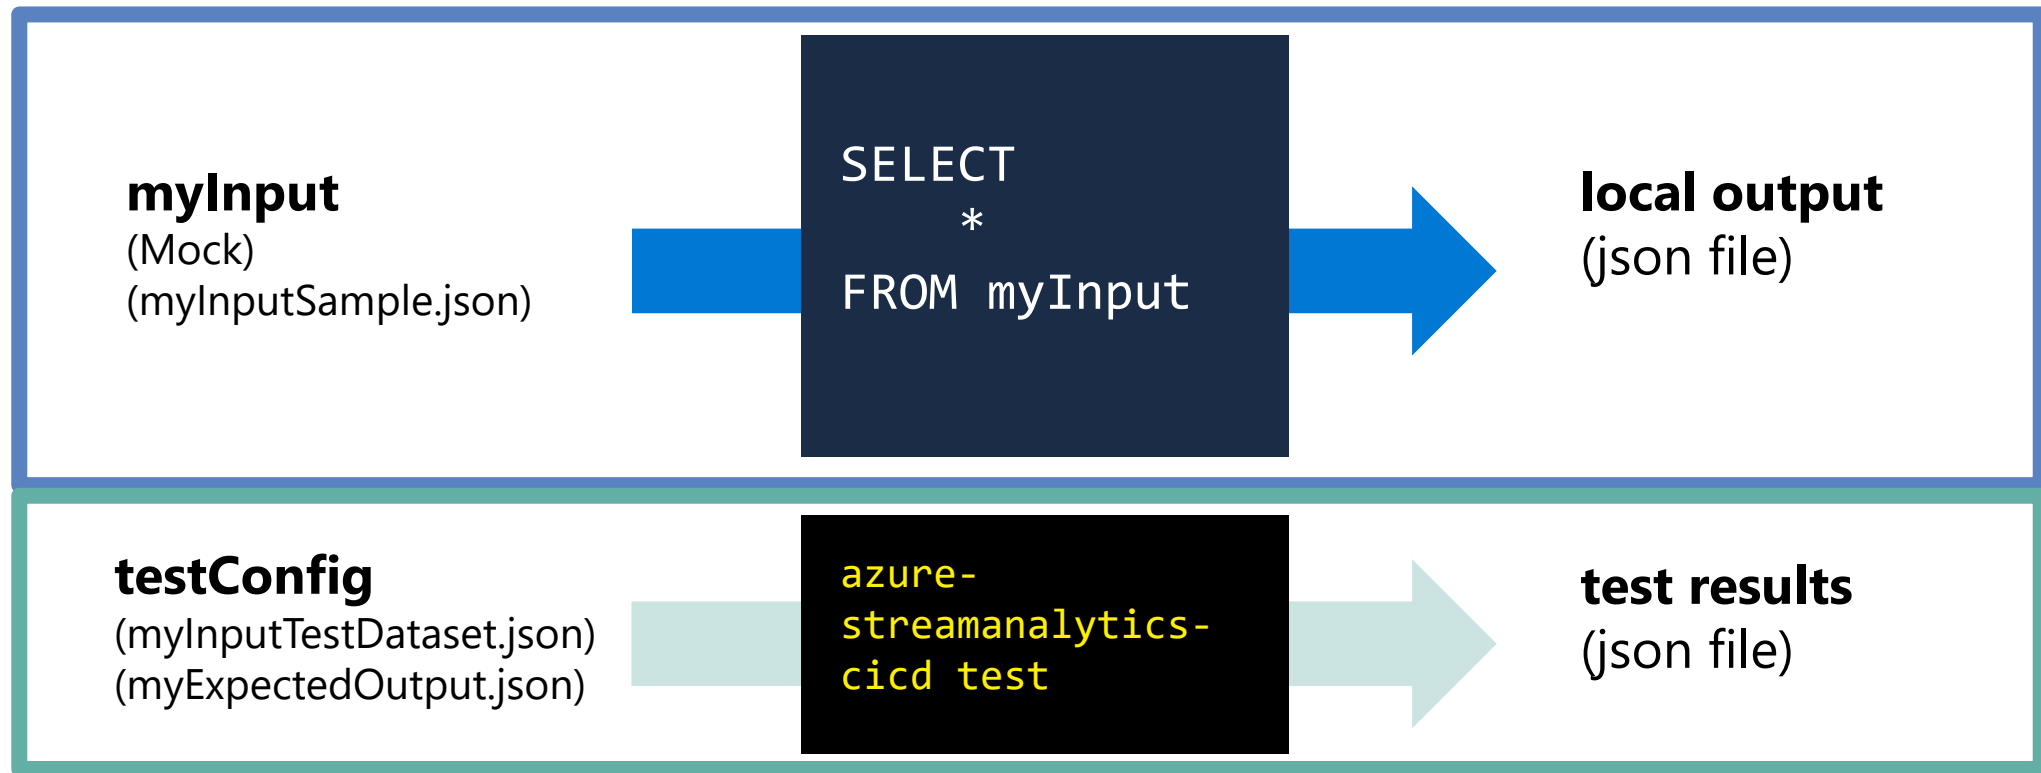 myInput
(Mock)
(myInputSample.json)
SELECT
*
FROM myInput
local output
(json file)
testConfig
(myInputTestDataset.json)
(myExpectedOutput.json)
azure-
streamanalytics-
cicd test
test results
(json file)